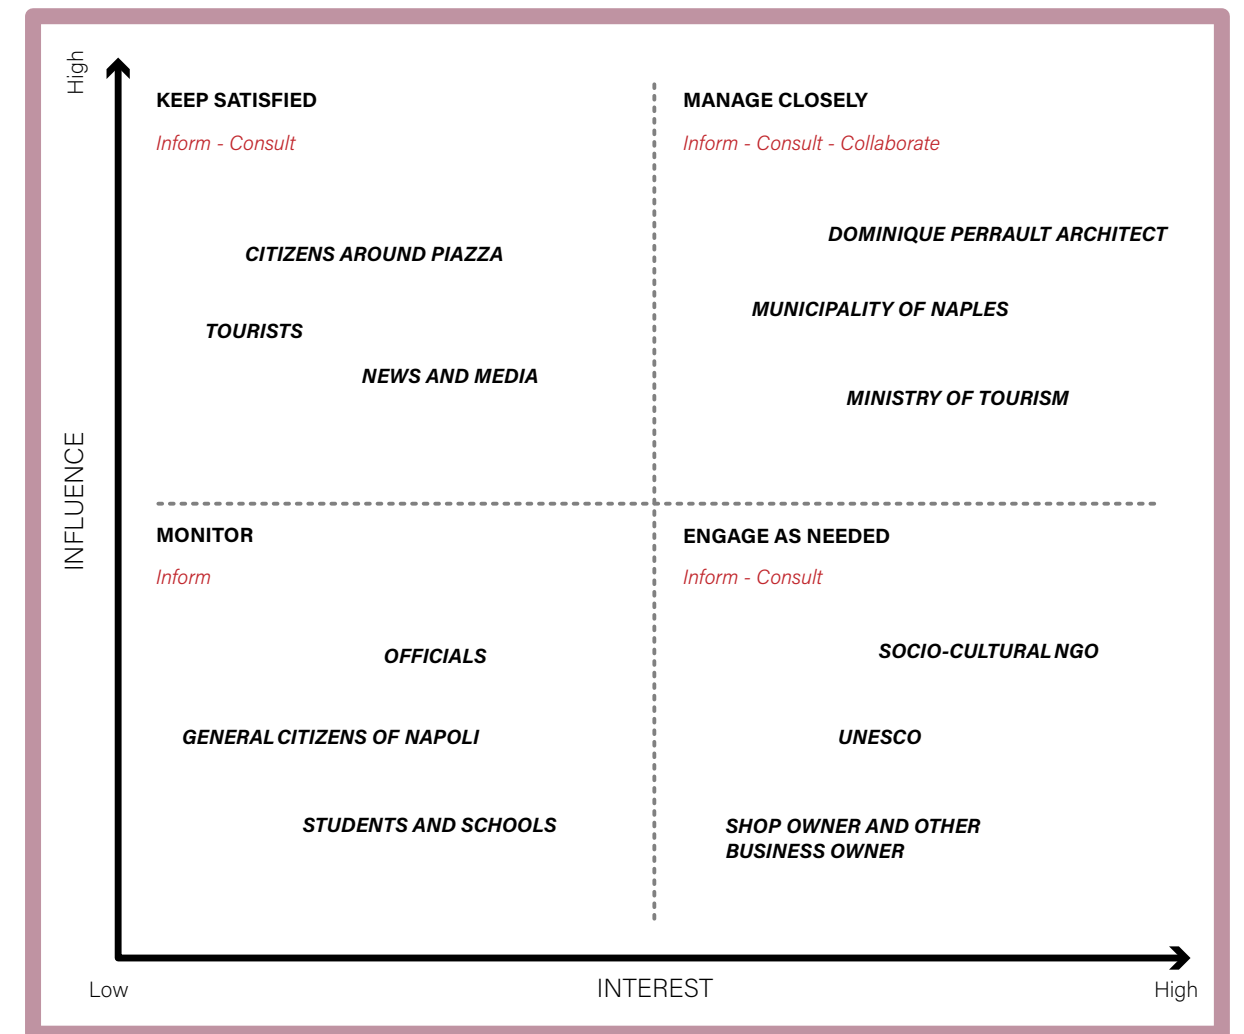 High
KEEP SATISFIED
Inform - Consult
CITIZENS AROUND PIAZZA
TOURISTS
NEWS AND MEDIA
MANAGE CLOSELY
Inform - Consult - Collaborate
DOMINIQUE PERRAULT ARCHITECT
MUNICIPALITY OF NAPLES
MINISTRY OF TOURISM
INFLUENCE
MONITOR
Inform
OFFICIALS
GENERAL CITIZENS OF NAPOLI
STUDENTS AND SCHOOLS
ENGAGE AS NEEDED
Inform - Consult
SOCIO-CULTURAL NGO
UNESCO
SHOP OWNER AND OTHER
BUSINESS OWNER
Low
INTEREST
High